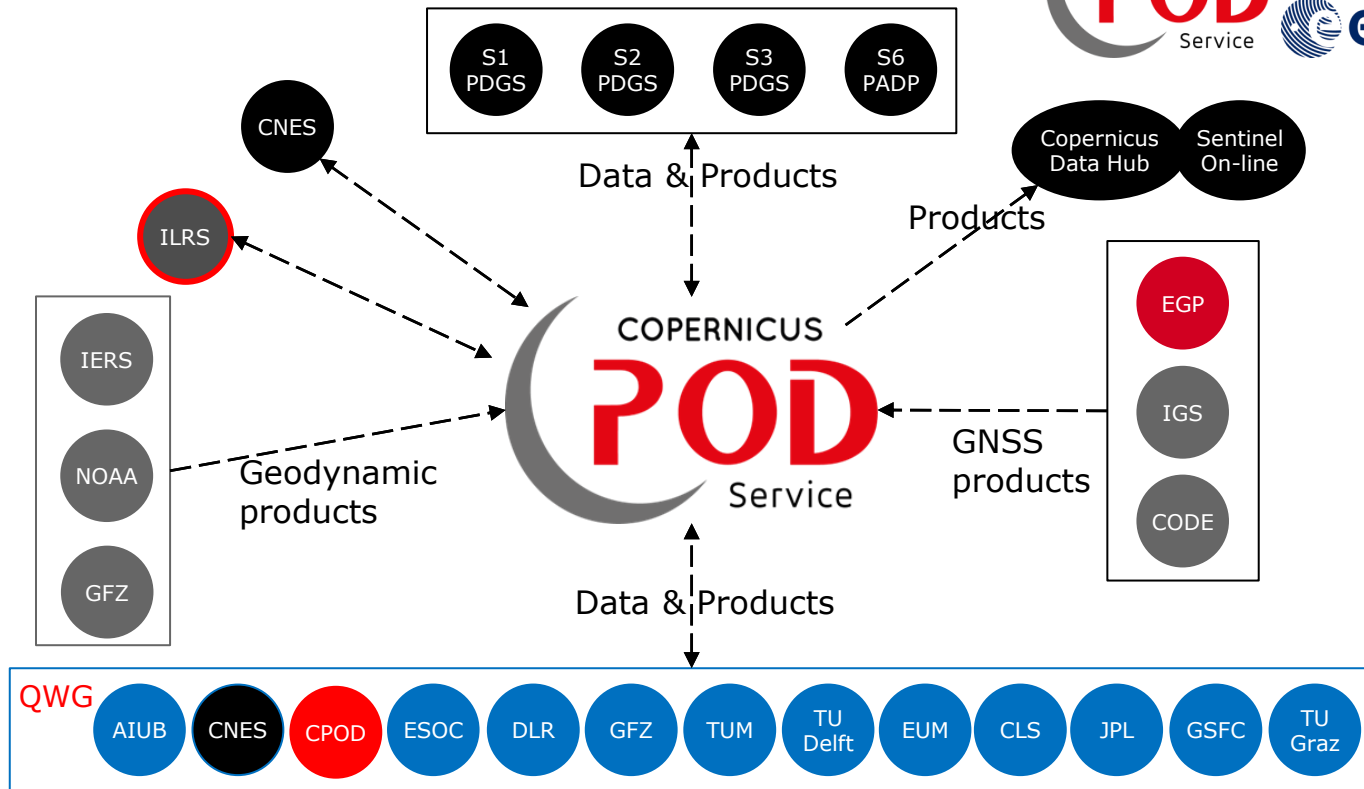 POD
Service
S1
PDGS
S2
PDGS
S3
PDGS
S6
PADP
CNES
Copernicus
Data Hub
Sentinel
On-line
Data & Products
Products
ILRS
EGP
IERS
COPERNICUS
POD
Service
IGS
NOAA
Geodynamic
products
GNSS
products
CODE
GFZ
Data & Products
QWG
AIUB
CNES
CPOD
ESOC
DLR
GFZ
TUM
TU
Delft
EUM
CLS
JPL
GSFC
TU
Graz